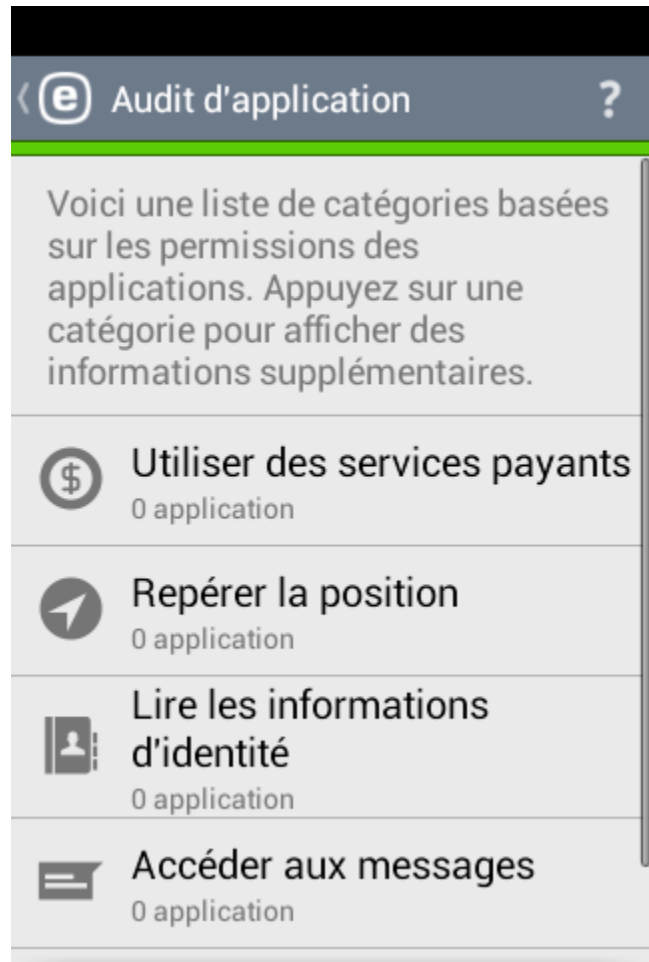 e Audit d'application ?
Voici une liste de catégories basées
sur les permissions des
applications. Appuyez sur une
catégorie pour afficher des
informations supplémentaires.
$ Utiliser des services payants
0 application
Repérer la position
0 application
Lire les informations
d'identité
0 application
Accéder aux messages
0 application